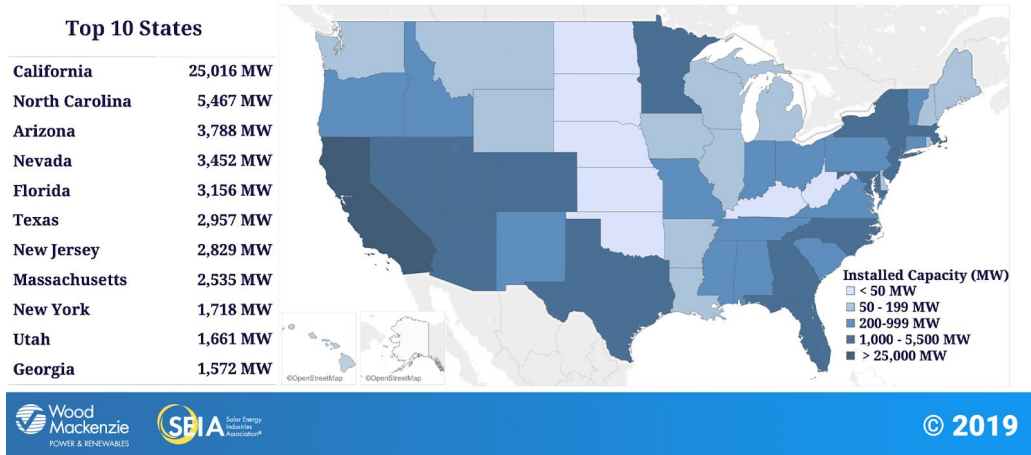 Top 10 States
California 25,016 MW
North Carolina 5,467 MW
Arizona 3,788 MW
Nevada 3,452 MW
Florida 3,156 MW
Texas 2,957 MW
New Jersey 2,829 MW
Massachusetts 2,535 MW
New York 1,718 MW
Utah 1,661 MW
Georgia 1,572 MW
Installed Capacity (MW)
< 50 MW
50 - 199 MW
200-999 MW
1,000 - 5,500 MW
> 25,000 MW
©OpenStreetMap
©OpenStreetMap
Wood
Mackenzie
POWER & RENEWABLES
SEIA
Solar Energy
Industries
Association®
© 2019